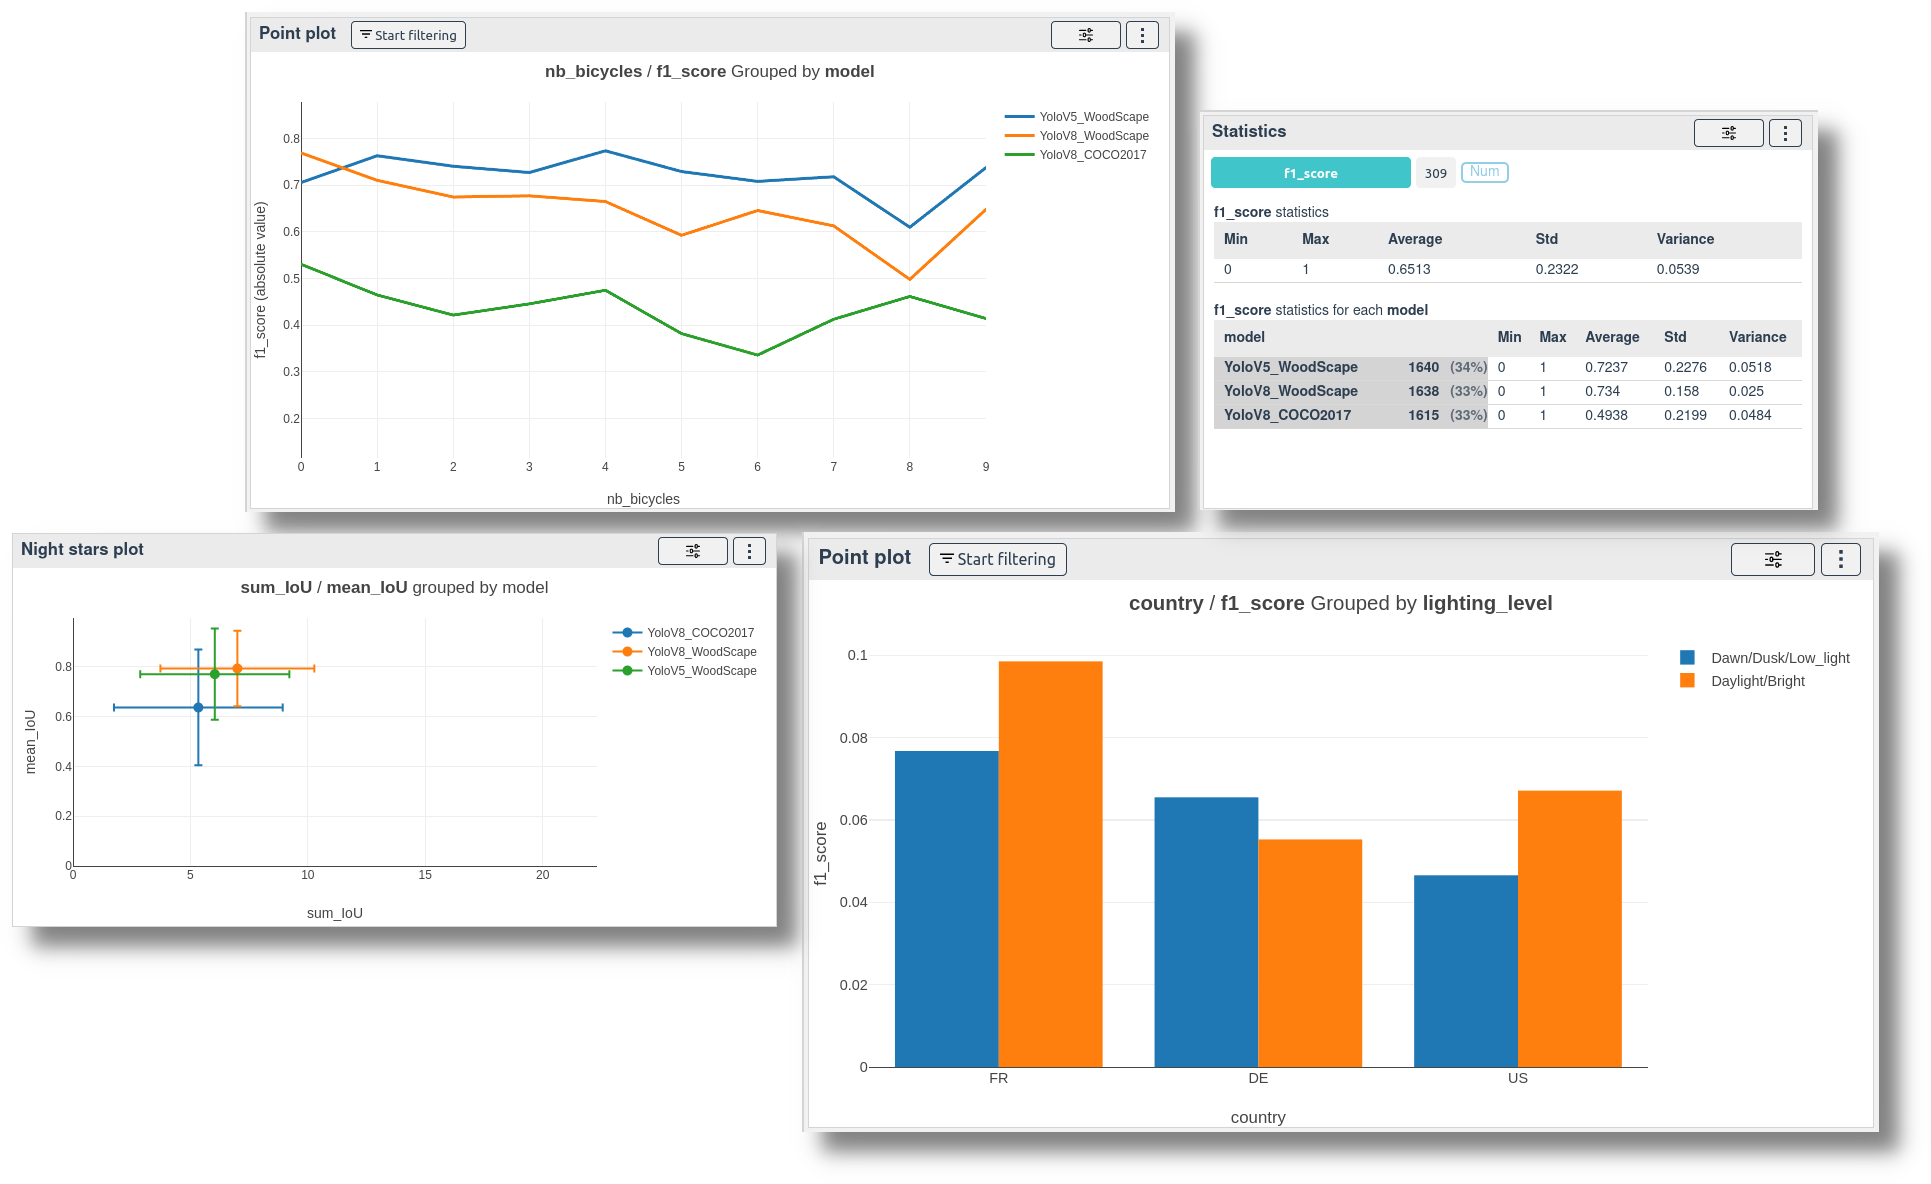 Point plot
Start filtering
nb_bicycles / f1_score Grouped by model
f1_score (absolute value)
0.8
0.7
0.6
0.5
0.4
0.3
0.2
0 1 2 3 4 5 6 7 8 9
nb_bicycles
YoloV5_WoodScape
YoloV8_WoodScape
YoloV8_COCO2017
Statistics
f1_score 309 Num
f1_score statistics
Min Max Average Std Variance
0 1 0.6513 0.2322 0.0539
f1_score statistics for each model
model Min Max Average Std Variance
YoloV5_WoodScape 1640 (34%) 0 1 0.7237 0.2276 0.0518
YoloV8_WoodScape 1638 (33%) 0 1 0.734 0.158 0.025
YoloV8_COCO2017 1615 (33%) 0 1 0.4938 0.2199 0.0484
Night stars plot
sum_IoU / mean_IoU grouped by model
mean_IoU
0.8
0.6
0.4
0.2
0
0 5 10 15 20
sum_IoU
YoloV8_COCO2017
YoloV8_WoodScape
YoloV5_WoodScape
Point plot
Start filtering
country / f1_score Grouped by lighting_level
f1_score
0.1
0.08
0.06
0.04
0.02
0
FR DE US
country
Dawn/Dusk/Low_light
Daylight/Bright